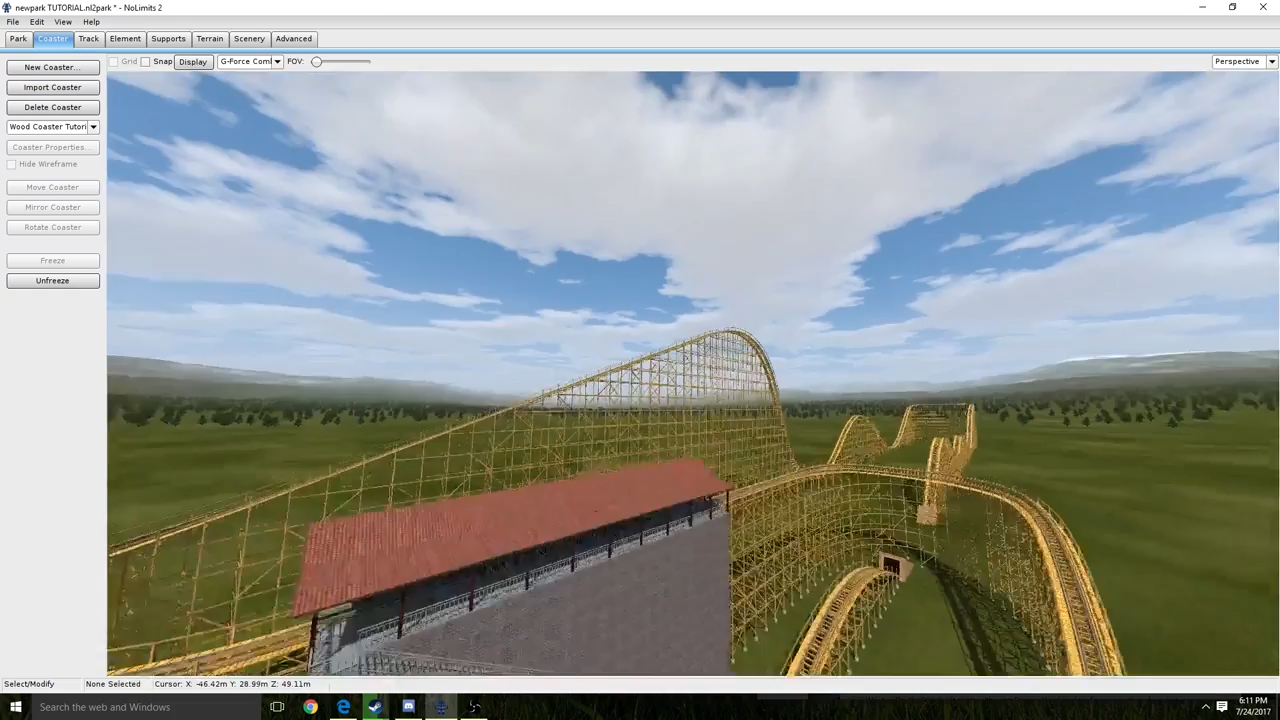 newpark TUTORIAL.nl2park * - NoLimits 2
File Edit View Help
Park Coaster Track Element Supports Terrain Scenery Advanced
Grid Snap Display G-Force Coml FOV: Perspective
New Coaster...
Import Coaster
Delete Coaster
Wood Coaster Tutori
Coaster Properties...
Hide Wireframe
Move Coaster
Mirror Coaster
Rotate Coaster
Freeze
Unfreeze
Select/Modify None Selected Cursor: X: -46.42m Y: 28.99m Z: 49.11m
Search the web and Windows
6:11 PM
7/24/2017